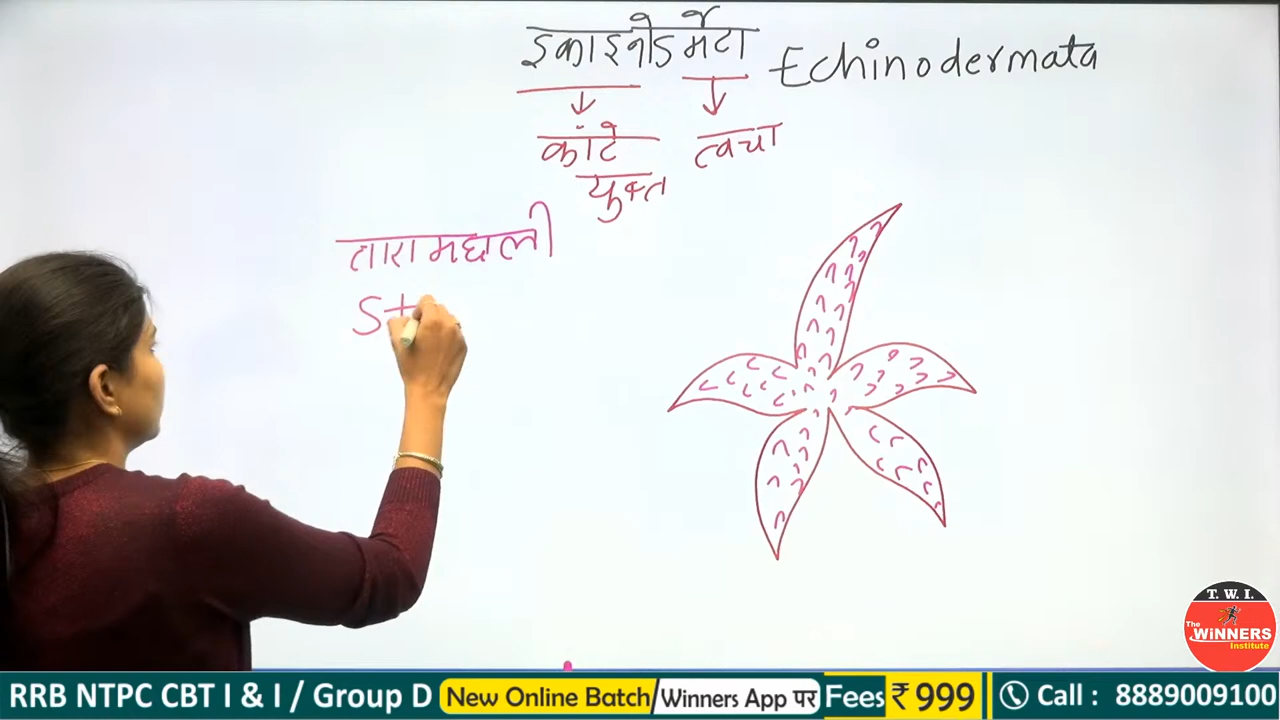 इकाइनोडर्मेटा Echinodermata
काँटे त्वचा
युक्त
तारा मछली
St
T. W. I.
The
WiNNERS
Institute
RRB NTPC CBT I & I / Group D New Online Batch/Winners App पर Fees ₹ 999 Call : 8889009100